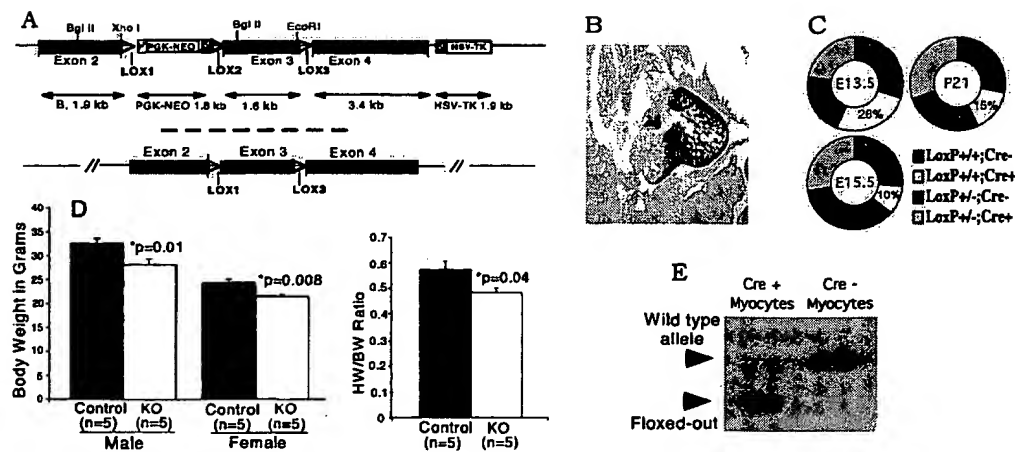 A
Bgl II
Xho I
Bgl II
EcoRI
PGK-NEO
HSV-TK
Exon 2
Exon 3
Exon 4
LOX1
LOX2
LOX3
B, 1.9 kb
PGK-NEO 1.8 kb
1.6 kb
3.4 kb
HSV-TK 1.9 kb
Exon 2
Exon 3
Exon 4
//
//
LOX1
LOX3
B
C
E13.5
28%
P21
15%
E15.5
10%
LoxP+/+;Cre-
LoxP+/+;Cre+
LoxP+/-;Cre-
LoxP+/-;Cre+
D
Body Weight in Grams
40
35
30
25
20
15
10
5
0
*p=0.01
*p=0.008
Control
(n=5)
KO
(n=5)
Control
(n=5)
KO
(n=5)
Male
Female
HW/BW Ratio
0.7
0.6
0.5
0.4
0.3
0.2
0.1
0
*p=0.04
Control
(n=5)
KO
(n=5)
E
Cre +
Myocytes
Cre -
Myocytes
Wild type
allele
Floxed-out